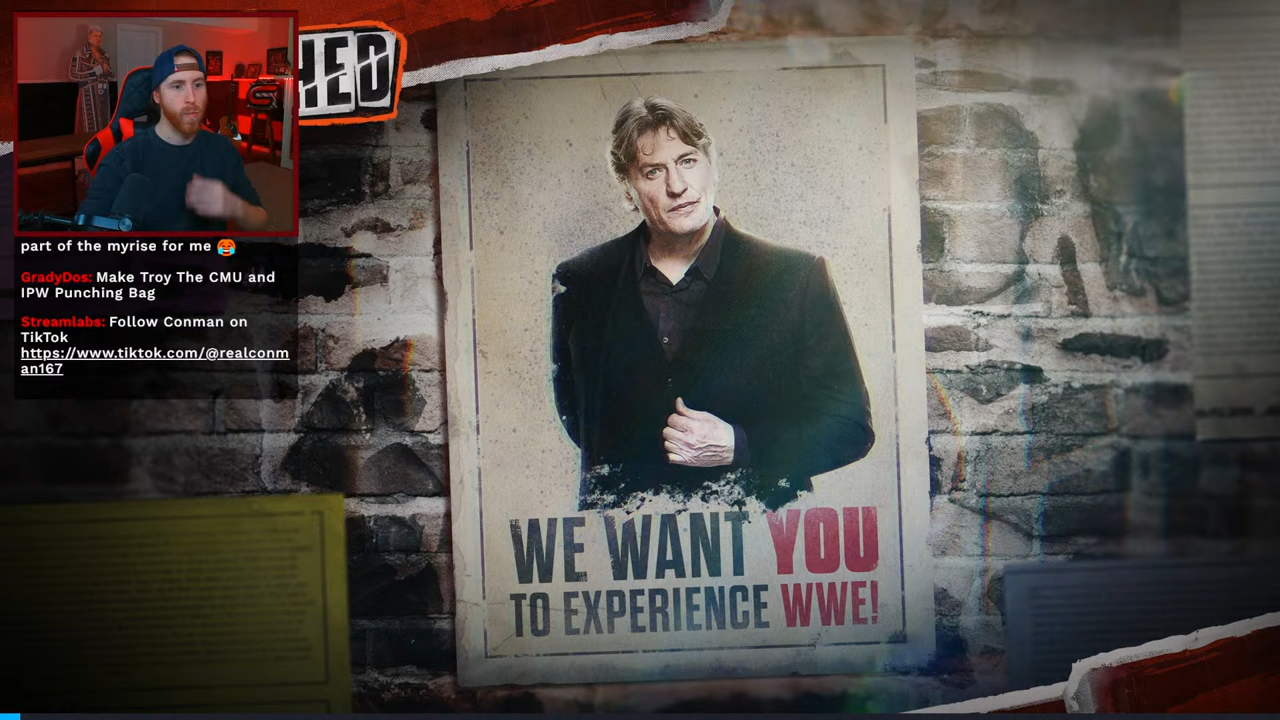 HED
part of the myrise for me
GradyDos: Make Troy The CMU and
IPW Punching Bag
Streamlabs: Follow Conman on
TikTok
https://www.tiktok.com/@realconm
an167
WE WANT YOU
TO EXPERIENCE WWE!